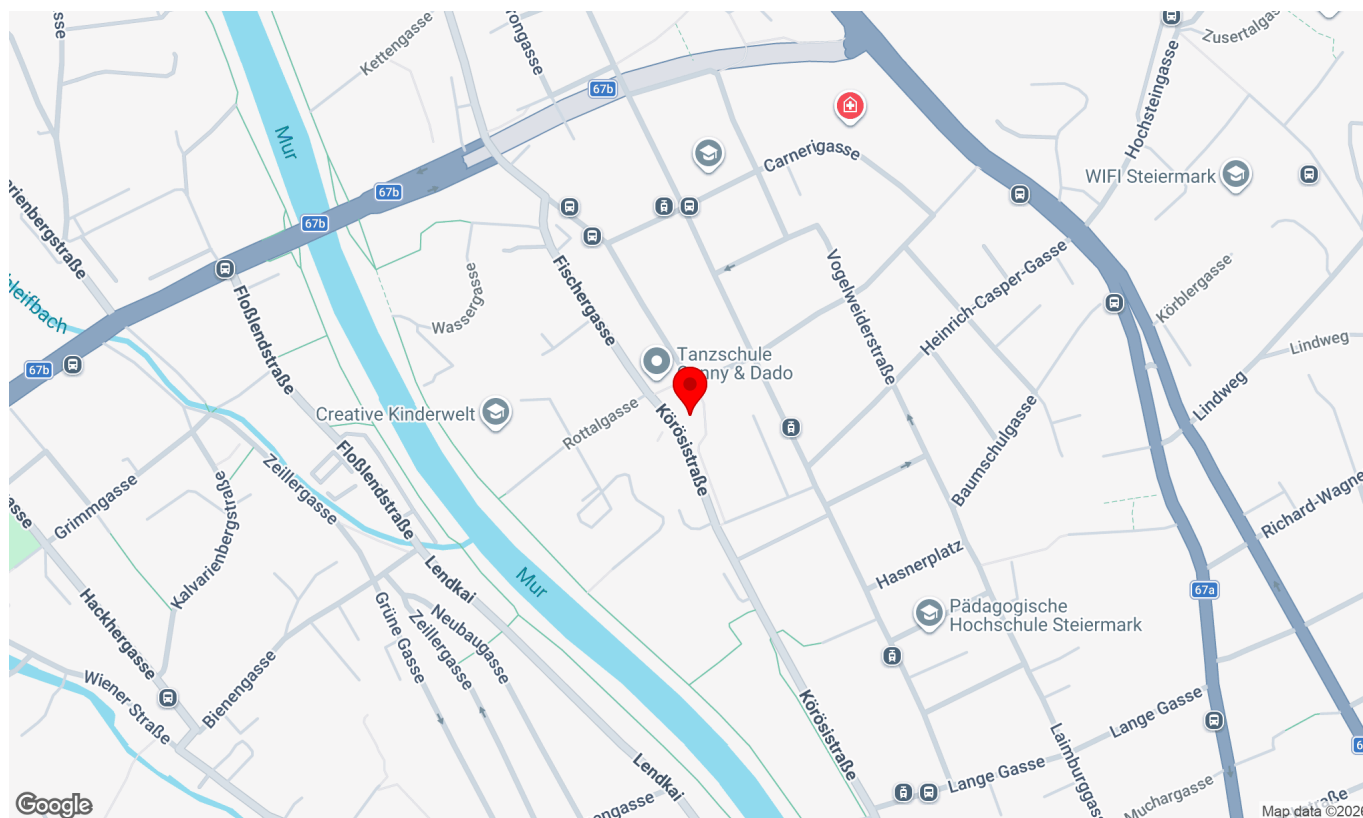 Kettengasse
67b
Zusertalgasse
Hochsteingasse
Mur
Carnerigasse
WIFI Steiermark
67b
67b
Fischergasse
Vogelweiderstraße
Heinrich-Casper-Gasse
Körblergasse
Wassergasse
Floßlendstraße
Lindweg
Lindweg
67b
Tanzschule
& Dado
Creative Kinderwelt
Rottalgasse
Körösistraße
Baumschulgasse
Zeillergasse
Floßlendstraße
Grimmgasse
Kalvarienbergstraße
Richard-Wagne
Hasnerplatz
Lendkai
Mur
67a
Pädagogische
Hochschule Steiermark
Hackhergasse
Grüne Gasse
Zeillergasse
Neubaugasse
Bienengasse
Wiener Straße
Körösistraße
Lange Gasse
Laimburggasse
Lange Gasse
Lendkai
Muchargasse
Google
Map data ©2026